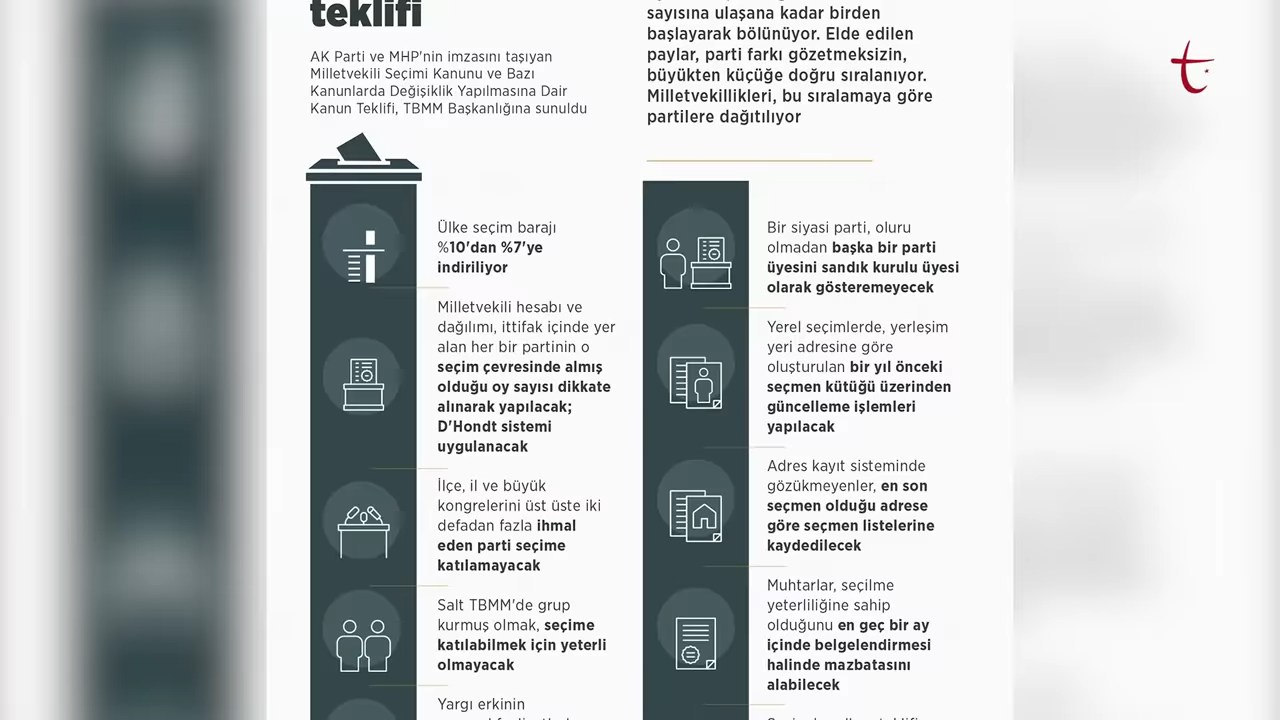 teklifi
AK Parti ve MHP'nin imzasını taşıyan
Milletvekili Seçimi Kanunu ve Bazı
Kanunlarda Değişiklik Yapılmasına Dair
Kanun Teklifi, TBMM Başkanlığına sunuldu
Ülke seçim barajı
%10'dan %7'ye
indiriliyor
Milletvekili hesabı ve
dağılımı, ittifak içinde yer
alan her bir partinin o
seçim çevresinde almış
olduğu oy sayısı dikkate
alınarak yapılacak;
D'Hondt sistemi
uygulanacak
İlçe, il ve büyük
kongrelerini üst üste iki
defadan fazla ihmal
eden parti seçime
katılamayacak
Salt TBMM'de grup
kurmuş olmak, seçime
katılabilmek için yeterli
olmayacak
Yargı erkinin
sayısına ulaşana kadar birden
başlayarak bölünüyor. Elde edilen
paylar, parti farkı gözetmeksizin,
büyükten küçüğe doğru sıralanıyor.
Milletvekillikleri, bu sıralamaya göre
partilere dağıtılıyor
Bir siyasi parti, oluru
olmadan başka bir parti
üyesini sandık kurulu üyesi
olarak gösteremeyecek
Yerel seçimlerde, yerleşim
yeri adresine göre
oluşturulan bir yıl önceki
seçmen kütüğü üzerinden
güncelleme işlemleri
yapılacak
Adres kayıt sisteminde
gözükmeyenler, en son
seçmen olduğu adrese
göre seçmen listelerine
kaydedilecek
Muhtarlar, seçilme
yeterliliğine sahip
olduğunu en geç bir ay
içinde belgelendirmesi
halinde mazbatasını
alabilecek